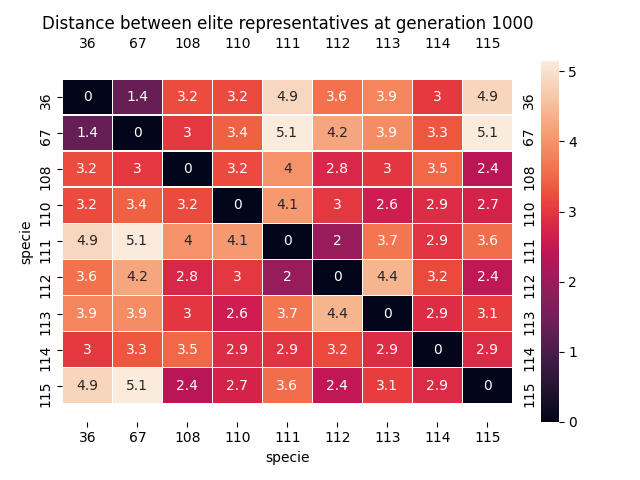 Distance between elite representatives at generation 1000
36 67 108 110 111 112 113 114 115
36 0 1.4 3.2 3.2 4.9 3.6 3.9 3 4.9 36
67 1.4 0 3 3.4 5.1 4.2 3.9 3.3 5.1 67
108 3.2 3 0 3.2 4 2.8 3 3.5 2.4 108
110 3.2 3.4 3.2 0 4.1 3 2.6 2.9 2.7 110
111 4.9 5.1 4 4.1 0 2 3.7 2.9 3.6 111
112 3.6 4.2 2.8 3 2 0 4.4 3.2 2.4 112
113 3.9 3.9 3 2.6 3.7 4.4 0 2.9 3.1 113
114 3 3.3 3.5 2.9 2.9 3.2 2.9 0 2.9 114
115 4.9 5.1 2.4 2.7 3.6 2.4 3.1 2.9 0 115
36 67 108 110 111 112 113 114 115
specie
specie
5
4
3
2
1
0